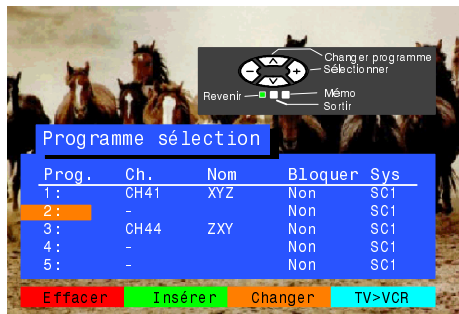 Changer programme
Sélectionner
Revenir
Mémo
Sortir
Programme sélection
Prog. Ch. Nom Bloquer Sys
1: CH41 XYZ Non SC1
2: - Non SC1
3: CH44 ZXY Non SC1
4: - Non SC1
5: - Non SC1
Effacer Insérer Changer TV>VCR